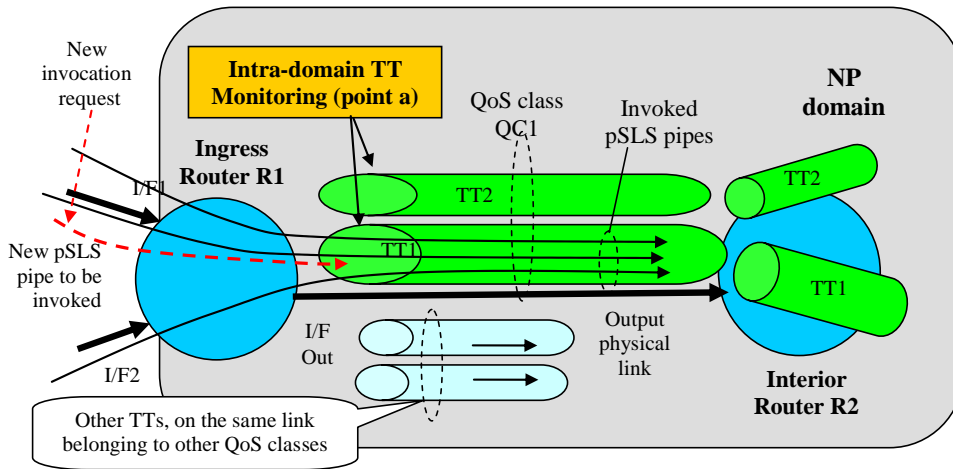 New
invocation
request
Intra-domain TT
Monitoring (point a)
QoS class
QC1
Invoked
pSLS pipes
NP
domain
Ingress
Router R1
I/F1
TT2
TT2
TT1
TT1
New pSLS
pipe to be
invoked
I/F2
I/F
Out
Output
physical
link
Interior
Router R2
Other TTs, on the same link
belonging to other QoS classes